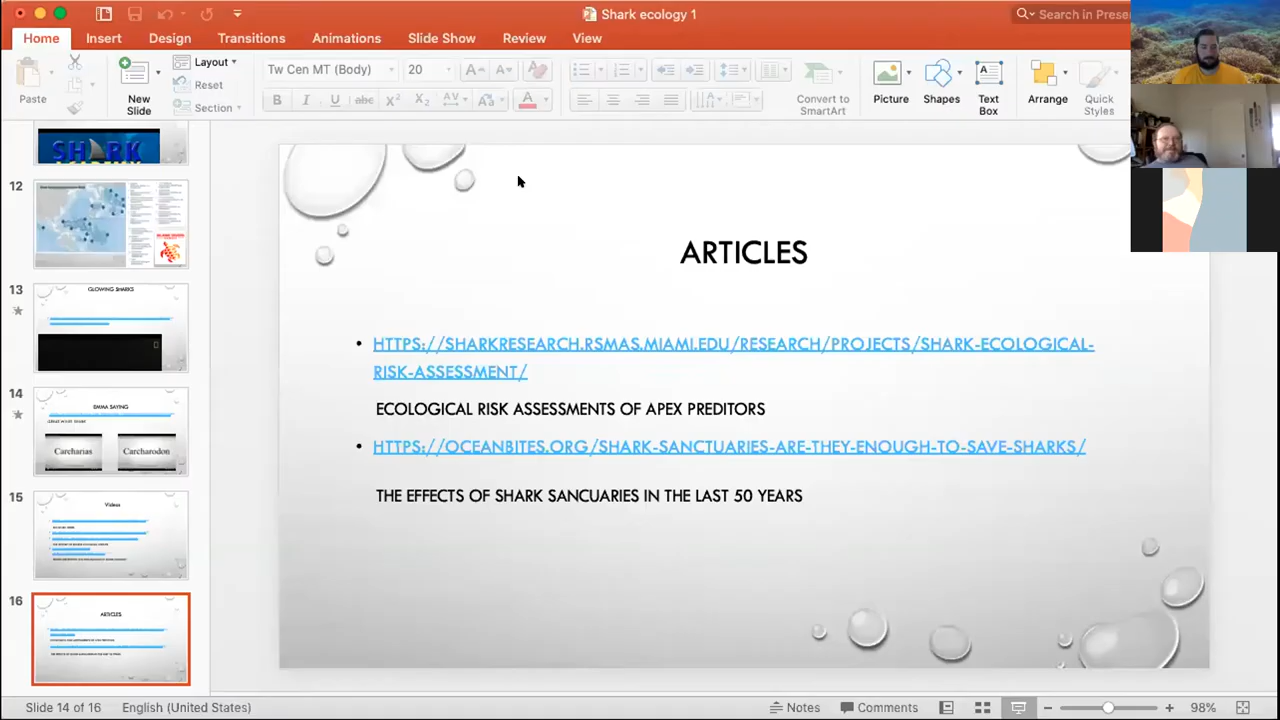 Shark ecology 1
Search in Prese
Home Insert Design Transitions Animations Slide Show Review View
Paste
New Slide
Layout
Reset
Section
Tw Cen MT (Body) 20
B I U abc X² X₂ AV Aa A
Convert to SmartArt
Picture
Shapes
Text Box
Arrange
Quick Styles
SHARK
12
13
GLOWING SHARKS
14
EMMA SAYING
Carcharias
Carcharodon
15
Videos
16
ARTICLES
ARTICLES
• HTTPS://SHARKRESEARCH.RSMAS.MIAMI.EDU/RESEARCH/PROJECTS/SHARK-ECOLOGICAL-
RISK-ASSESSMENT/
ECOLOGICAL RISK ASSESSMENTS OF APEX PREDITORS
• HTTPS://OCEANBITES.ORG/SHARK-SANCTUARIES-ARE-THEY-ENOUGH-TO-SAVE-SHARKS/
THE EFFECTS OF SHARK SANCUARIES IN THE LAST 50 YEARS
Slide 14 of 16 English (United States) Notes Comments 98%